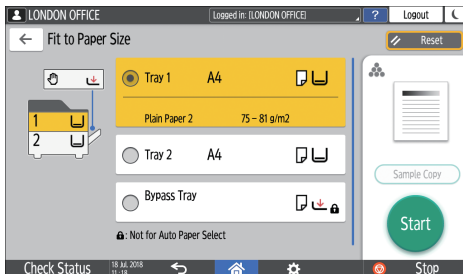 LONDON OFFICE
Logged in: [LONDON OFFICE]
?
Logout
Fit to Paper Size
Reset
Tray 1 A4
Plain Paper 2 75 – 81 g/m2
1
2
Tray 2 A4
Bypass Tray
: Not for Auto Paper Select
Sample Copy
Start
Check Status
18 Jul. 2018
11:18
Stop